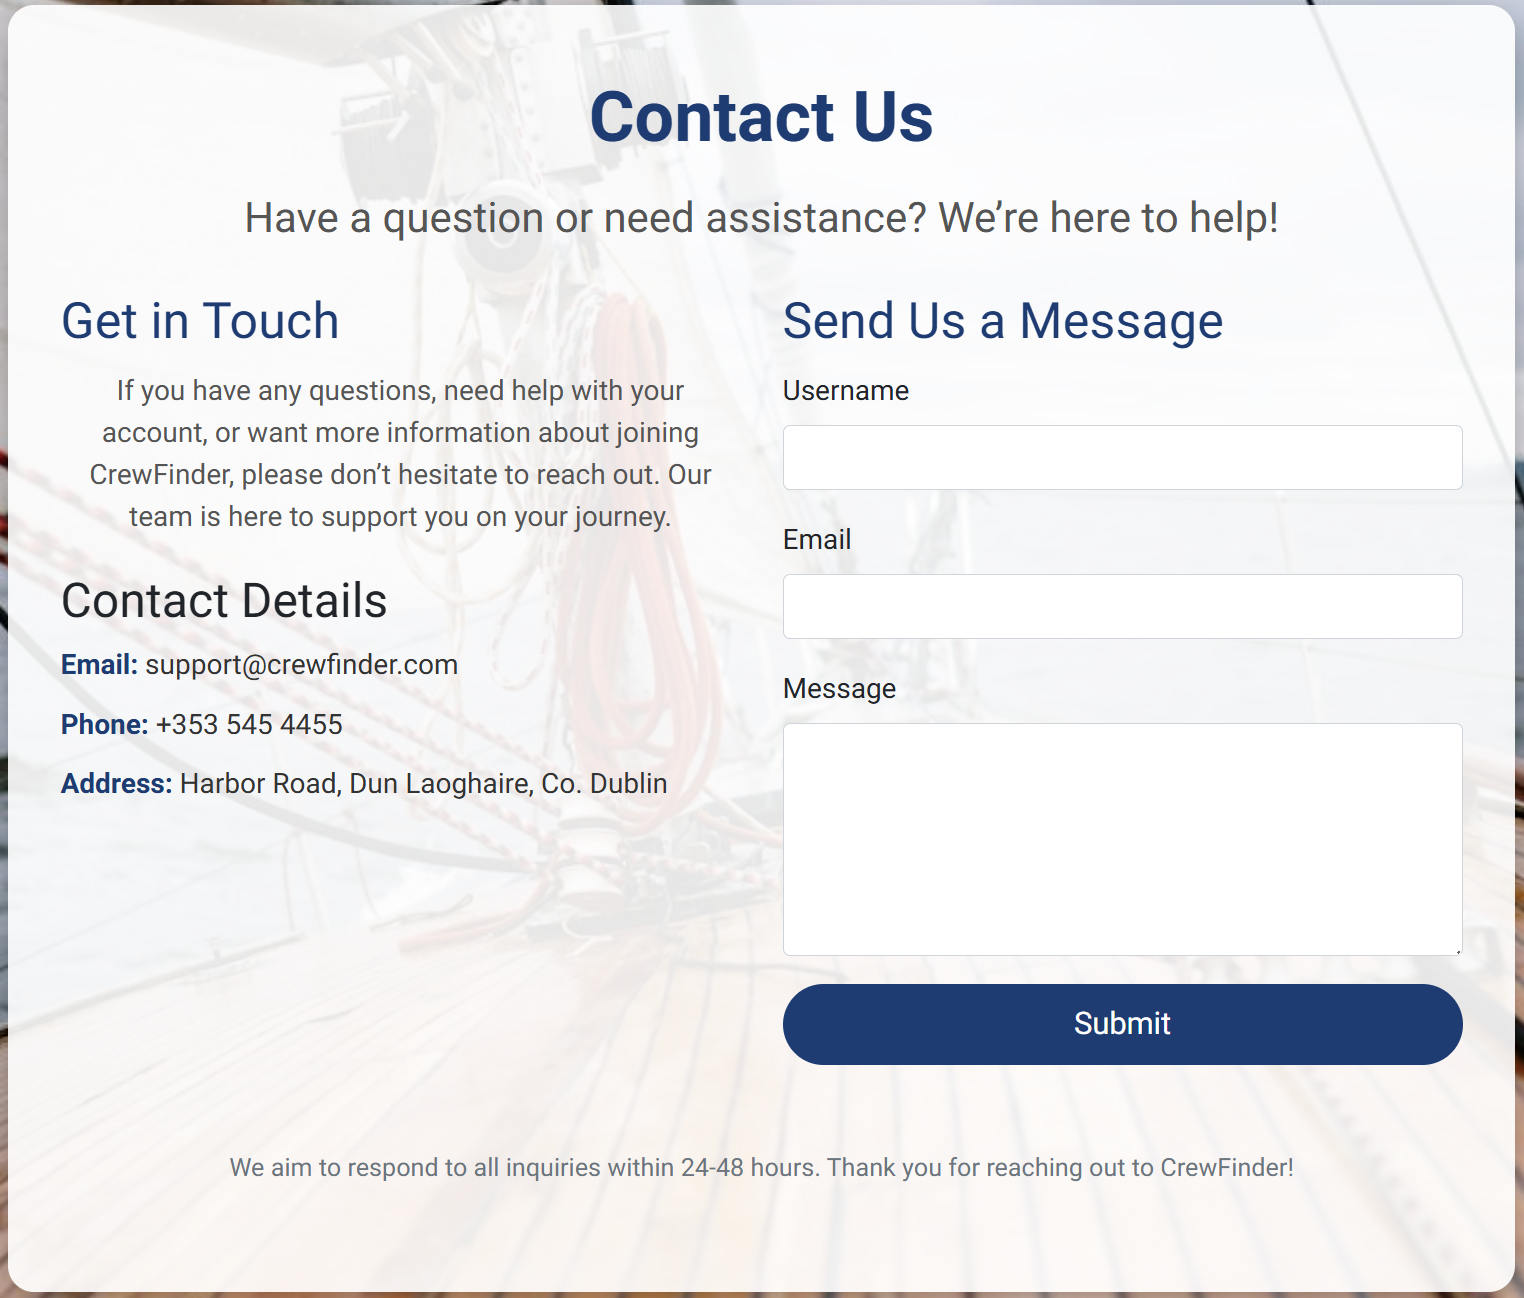 Contact Us
Have a question or need assistance? We’re here to help!
Get in Touch
If you have any questions, need help with your
account, or want more information about joining
CrewFinder, please don’t hesitate to reach out. Our
team is here to support you on your journey.
Contact Details
Email: support@crewfinder.com
Phone: +353 545 4455
Address: Harbor Road, Dun Laoghaire, Co. Dublin
Send Us a Message
Username
Email
Message
Submit
We aim to respond to all inquiries within 24-48 hours. Thank you for reaching out to CrewFinder!